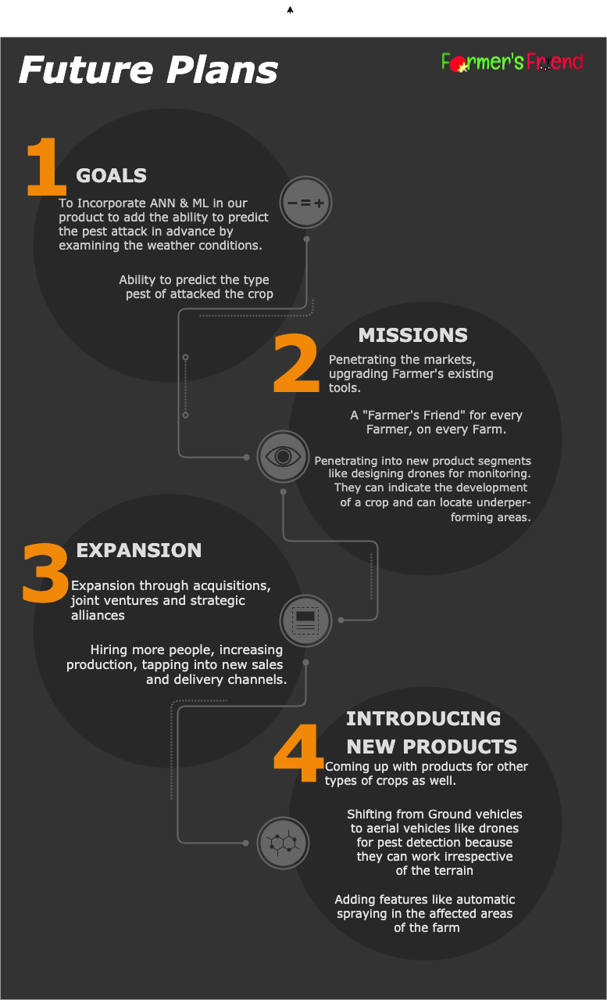 Future Plans
Farmer's Friend
1
GOALS
To Incorporate ANN & ML in our
product to add the ability to predict
the pest attack in advance by
examining the weather conditions.
Ability to predict the type
pest of attacked the crop
2
MISSIONS
Penetrating the markets,
upgrading Farmer's existing
tools.
A "Farmer's Friend" for every
Farmer, on every Farm.
Penetrating into new product segments
like designing drones for monitoring.
They can indicate the development
of a crop and can locate underper-
forming areas.
3
EXPANSION
Expansion through acquisitions,
joint ventures and strategic
alliances
Hiring more people, increasing
production, tapping into new sales
and delivery channels.
4
INTRODUCING
NEW PRODUCTS
Coming up with products for other
types of crops as well.
Shifting from Ground vehicles
to aerial vehicles like drones
for pest detection because
they can work irrespective
of the terrain
Adding features like automatic
spraying in the affected areas
of the farm